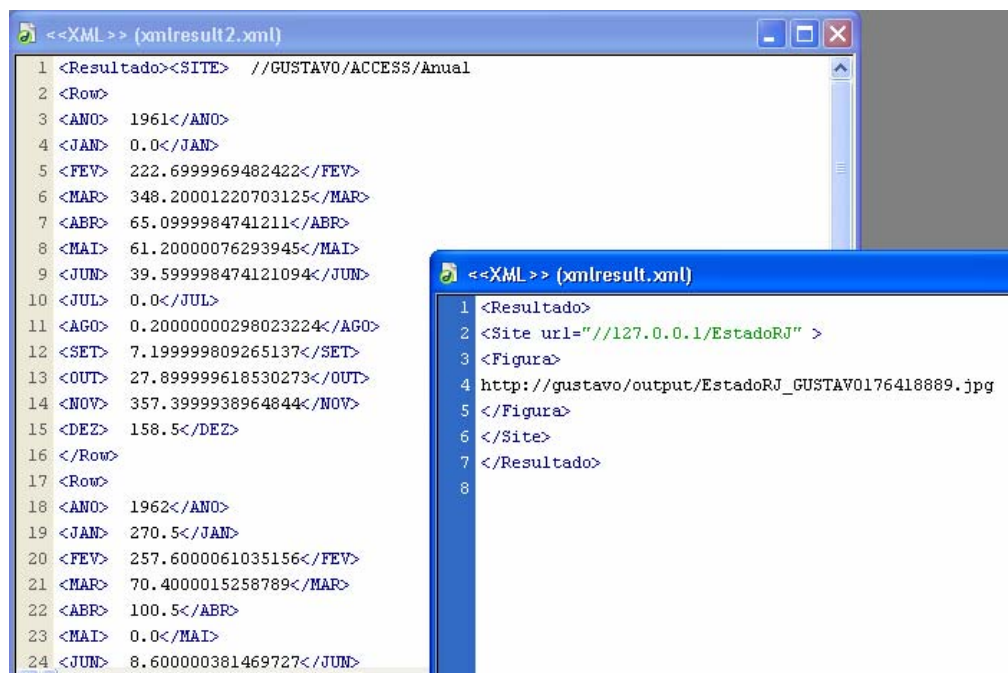 <<XML>> (xmlresult2.xml)
1 <Resultado><SITE> //GUSTAVO/ACCESS/Anual
2 <Row>
3 <ANO> 1961</ANO>
4 <JAN> 0.0</JAN>
5 <FEV> 222.6999969482422</FEV>
6 <MAR> 348.20001220703125</MAR>
7 <ABR> 65.0999984741211</ABR>
8 <MAI> 61.20000076293945</MAI>
9 <JUN> 39.599998474121094</JUN>
10 <JUL> 0.0</JUL>
11 <AGO> 0.20000000298023224</AGO>
12 <SET> 7.199999809265137</SET>
13 <OUT> 27.899999618530273</OUT>
14 <NOV> 357.3999938964844</NOV>
15 <DEZ> 158.5</DEZ>
16 </Row>
17 <Row>
18 <ANO> 1962</ANO>
19 <JAN> 270.5</JAN>
20 <FEV> 257.6000061035156</FEV>
21 <MAR> 70.4000015258789</MAR>
22 <ABR> 100.5</ABR>
23 <MAI> 0.0</MAI>
24 <JUN> 8.600000381469727</JUN>
<<XML>> (xmlresult.xml)
1 <Resultado>
2 <Site url="//127.0.0.1/EstadoRJ" >
3 <Figura>
4 http://gustavo/output/EstadoRJ_GUSTAVO176418889.jpg
5 </Figura>
6 </Site>
7 </Resultado>
8